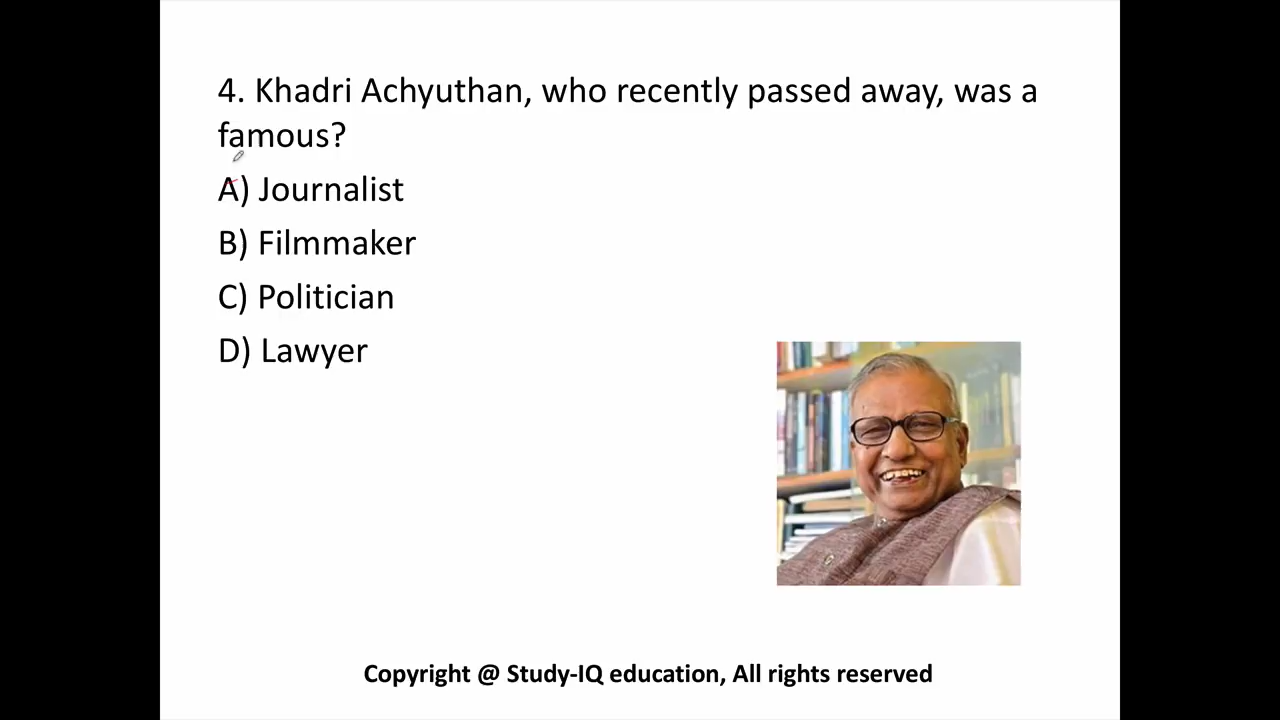 4. Khadri Achyuthan, who recently passed away, was a
famous?
A) Journalist
B) Filmmaker
C) Politician
D) Lawyer
Copyright @ Study-IQ education, All rights reserved